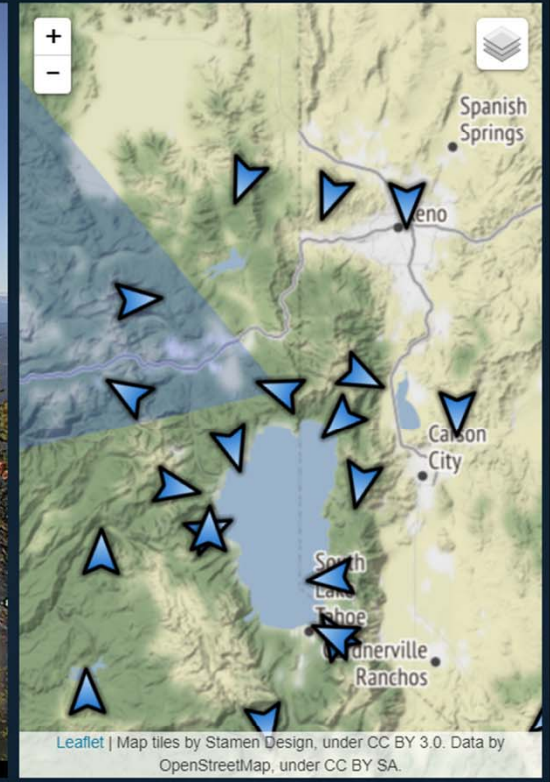 +
−
Spanish
Springs
eno
Carson
City
South
Lake
Tahoe
dnerville
Ranchos
Leaflet | Map tiles by Stamen Design, under CC BY 3.0. Data by
OpenStreetMap, under CC BY SA.